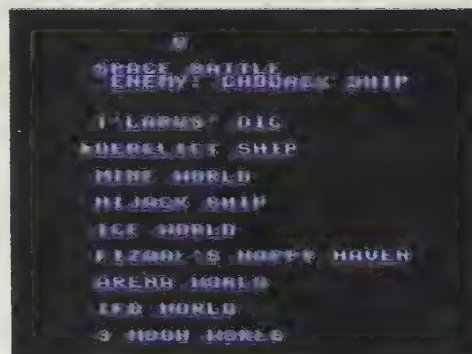 SPACE BATTLE
ENEMY: SHIP
DIG
DERELICT SHIP
MINE WORLD
HIJACK SHIP
ICE WORLD
HAPPY HAVEN
ARENA WORLD
WORLD
3 MOON WORLD